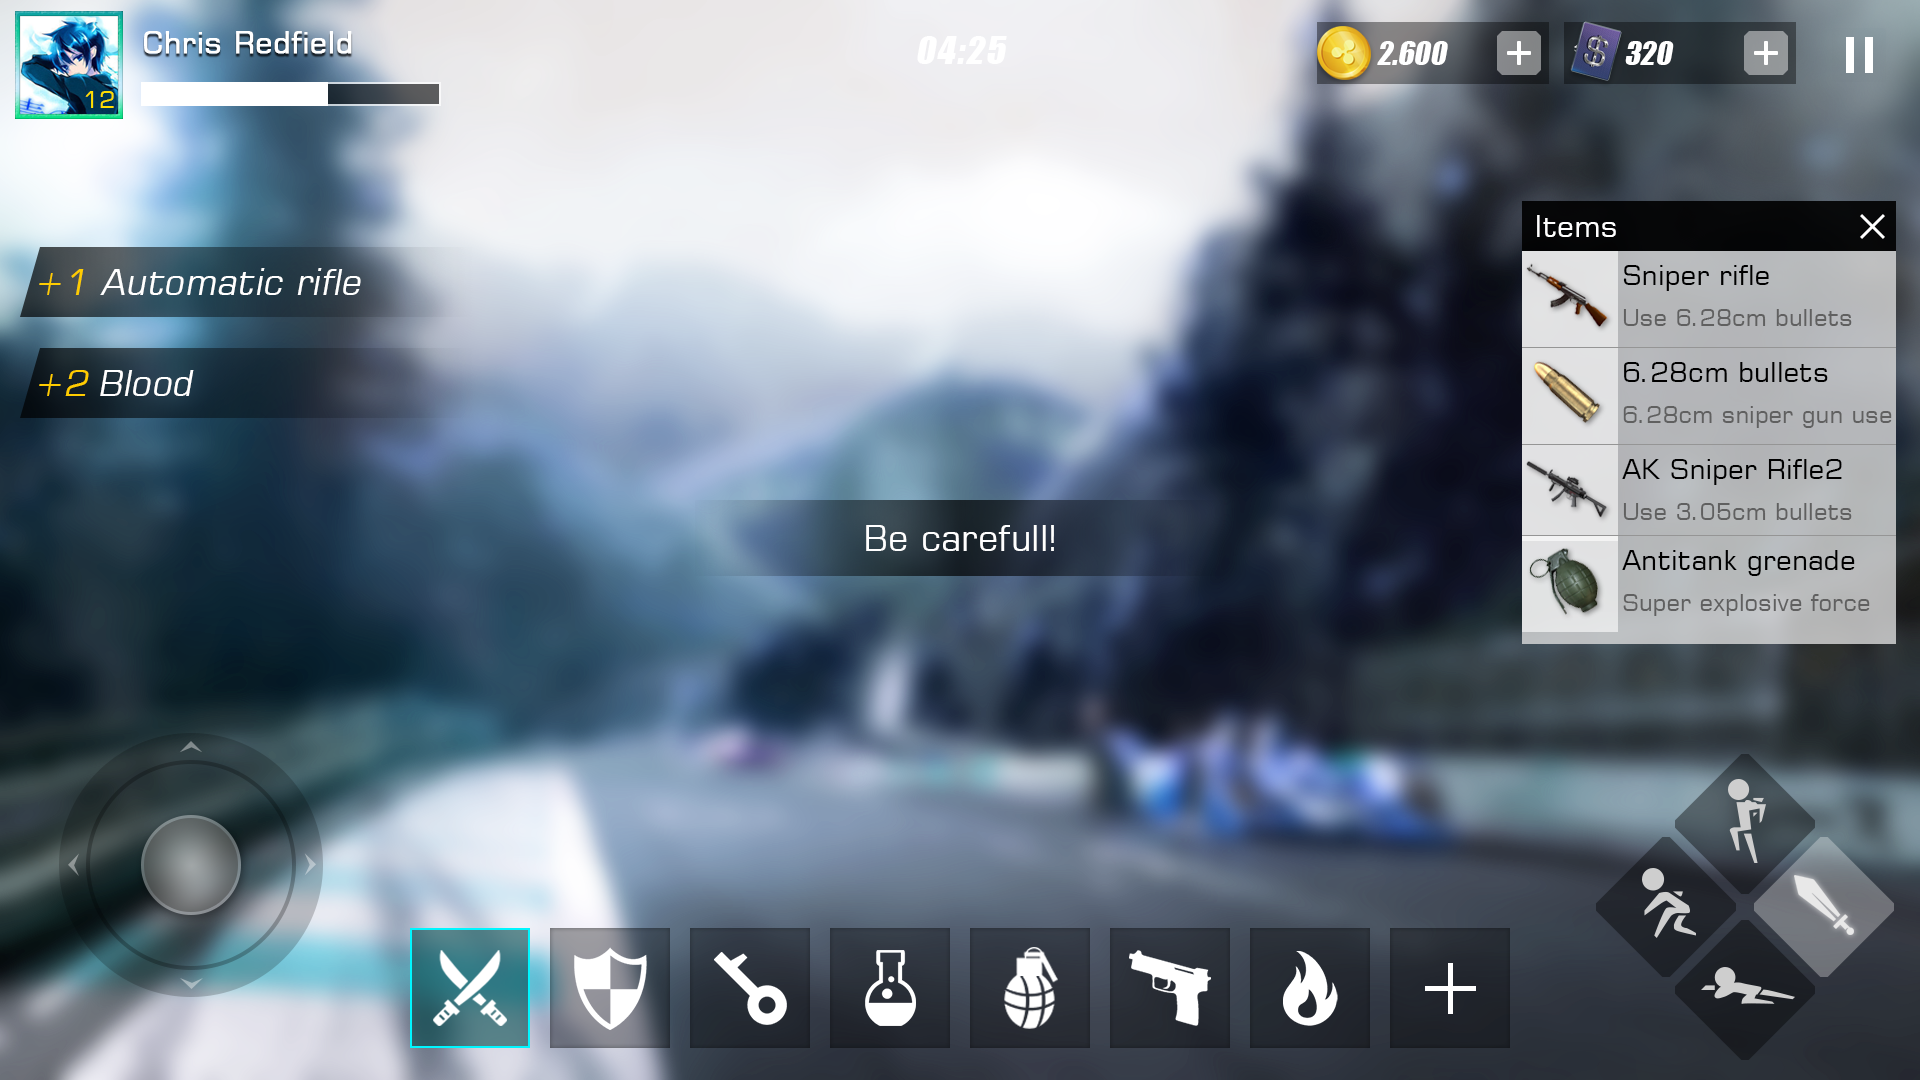 Chris Redfield
12
04:25
2.600
320
+1 Automatic rifle
+2 Blood
Be carefull!
Items
Sniper rifle
Use 6.28cm bullets
6.28cm bullets
6.28cm sniper gun use
AK Sniper Rifle2
Use 3.05cm bullets
Antitank grenade
Super explosive force